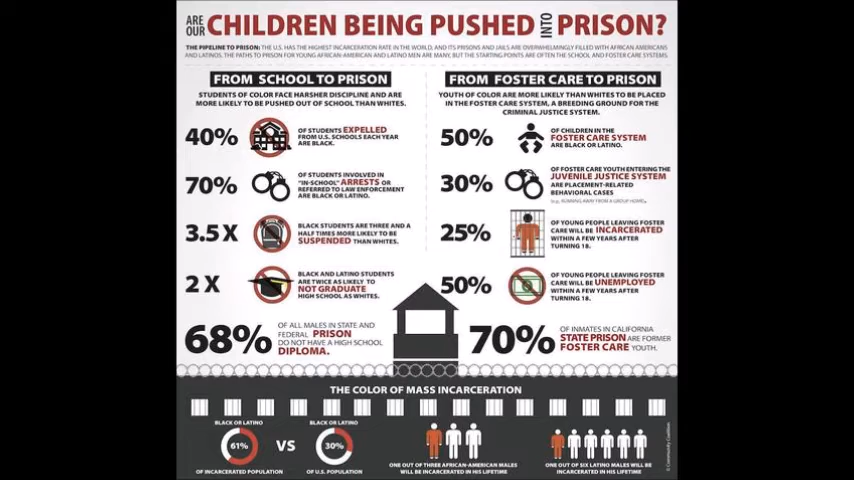 ARE OUR CHILDREN BEING PUSHED INTO PRISON?
THE PIPELINE TO PRISON: THE U.S. HAS THE HIGHEST INCARCERATION RATE IN THE WORLD, AND ITS PRISONS AND JAILS ARE OVERWHELMINGLY FILLED WITH AFRICAN AMERICANS
AND LATINOS. THE PATHS TO PRISON FOR YOUNG AFRICAN-AMERICAN AND LATINO MEN ARE MANY, BUT THE STARTING POINTS ARE OFTEN THE SCHOOL AND FOSTER CARE SYSTEMS.
FROM SCHOOL TO PRISON
STUDENTS OF COLOR FACE HARSHER DISCIPLINE AND ARE
MORE LIKELY TO BE PUSHED OUT OF SCHOOL THAN WHITES.
40%
OF STUDENTS EXPELLED
FROM U.S. SCHOOLS EACH YEAR
ARE BLACK.
70%
OF STUDENTS INVOLVED IN
"IN-SCHOOL" ARRESTS OR
REFERRED TO LAW ENFORCEMENT
ARE BLACK OR LATINO.
3.5 X
BLACK STUDENTS ARE THREE AND A
HALF TIMES MORE LIKELY TO BE
SUSPENDED THAN WHITES.
2 X
BLACK AND LATINO STUDENTS
ARE TWICE AS LIKELY TO
NOT GRADUATE
HIGH SCHOOL AS WHITES.
68%
OF ALL MALES IN STATE AND
FEDERAL PRISON
DO NOT HAVE A HIGH SCHOOL
DIPLOMA.
FROM FOSTER CARE TO PRISON
YOUTH OF COLOR ARE MORE LIKELY THAN WHITES TO BE PLACED
IN THE FOSTER CARE SYSTEM, A BREEDING GROUND FOR THE
CRIMINAL JUSTICE SYSTEM.
50%
OF CHILDREN IN THE
FOSTER CARE SYSTEM
ARE BLACK OR LATINO.
30%
OF FOSTER CARE YOUTH ENTERING THE
JUVENILE JUSTICE SYSTEM
ARE PLACEMENT-RELATED
BEHAVIORAL CASES
(e.g., RUNNING AWAY FROM A GROUP HOME).
25%
OF YOUNG PEOPLE LEAVING FOSTER
CARE WILL BE INCARCERATED
WITHIN A FEW YEARS AFTER
TURNING 18.
50%
OF YOUNG PEOPLE LEAVING FOSTER
CARE WILL BE UNEMPLOYED
WITHIN A FEW YEARS AFTER
TURNING 18.
70%
OF INMATES IN CALIFORNIA
STATE PRISON ARE FORMER
FOSTER CARE YOUTH.
THE COLOR OF MASS INCARCERATION
BLACK OR LATINO
61%
OF INCARCERATED POPULATION
VS
BLACK OR LATINO
30%
OF U.S. POPULATION
ONE OUT OF THREE AFRICAN-AMERICAN MALES
WILL BE INCARCERATED IN HIS LIFETIME
ONE OUT OF SIX LATINO MALES WILL BE
INCARCERATED IN HIS LIFETIME
© Community Coalition